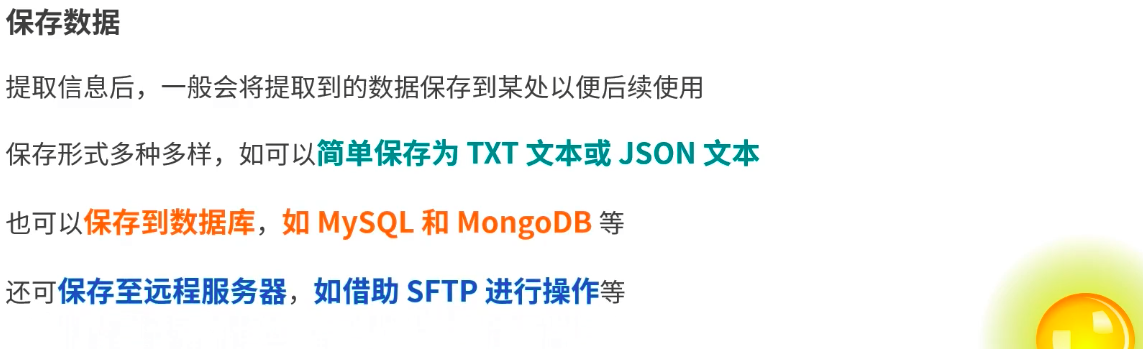 保存数据
提取信息后，一般会将提取到的数据保存到某处以便后续使用
保存形式多种多样，如可以简单保存为 TXT 文本或 JSON 文本
也可以保存到数据库，如 MySQL 和 MongoDB 等
还可保存至远程服务器，如借助 SFTP 进行操作等